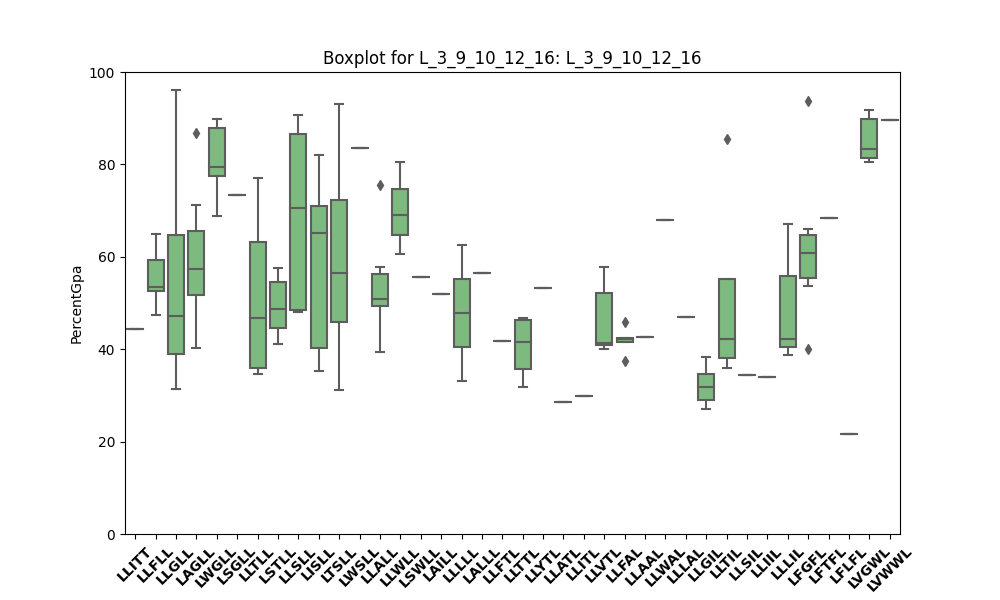 Boxplot for L_3_9_10_12_16: L_3_9_10_12_16
100
80
60
40
20
0
PercentGpa
LLITT
LLFLL
LLGLL
LAGLL
LWGLL
LSGLL
LLTLL
LSTLL
LLSLL
LISLL
LTSLL
LWSLL
LLALL
LLWLL
LSWLL
LAILL
LLLLL
LALLL
LLFTL
LLTTL
LLYTL
LLATL
LLITL
LLVTL
LLFAL
LLAAL
LLWAL
LLLAL
LLGIL
LLTIL
LLSIL
LLIIL
LLLIL
LFGFL
LFTFL
LFLFL
LVGWL
LVWWL